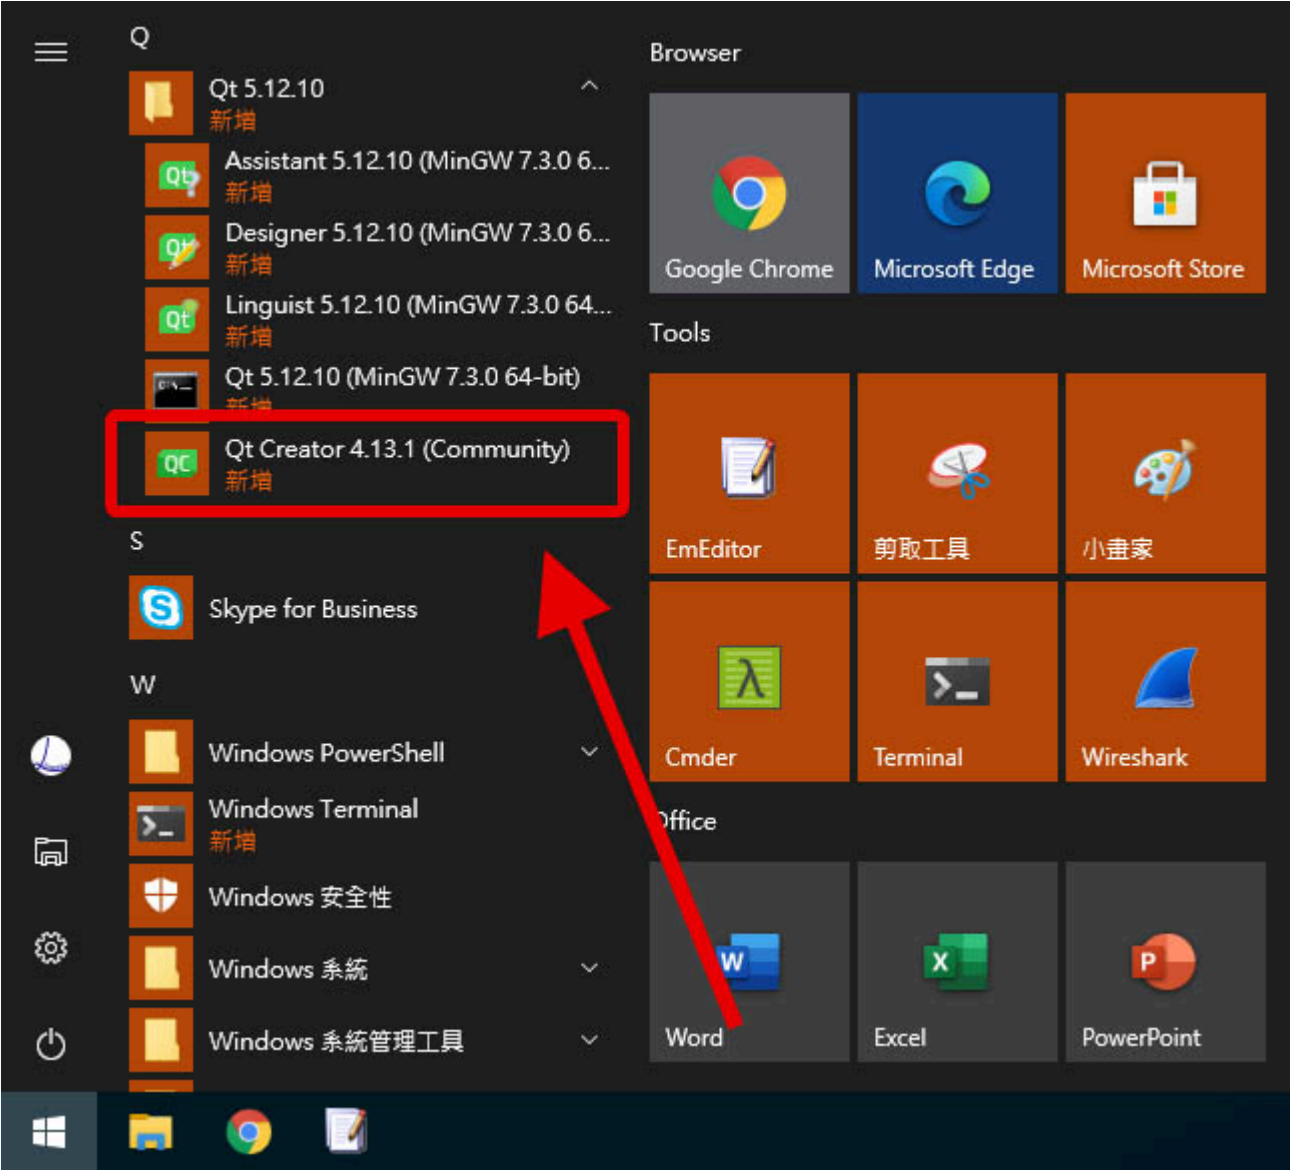 Q
Qt 5.12.10
新增
Assistant 5.12.10 (MinGW 7.3.0 6...
新增
Designer 5.12.10 (MinGW 7.3.0 6...
新增
Linguist 5.12.10 (MinGW 7.3.0 64...
新增
Qt 5.12.10 (MinGW 7.3.0 64-bit)
新增
Qt Creator 4.13.1 (Community)
新增
S
Skype for Business
W
Windows PowerShell
Windows Terminal
新增
Windows 安全性
Windows 系統
Windows 系統管理工具
Browser
Google Chrome
Microsoft Edge
Microsoft Store
Tools
EmEditor
剪取工具
小畫家
Cmder
Terminal
Wireshark
Office
Word
Excel
PowerPoint